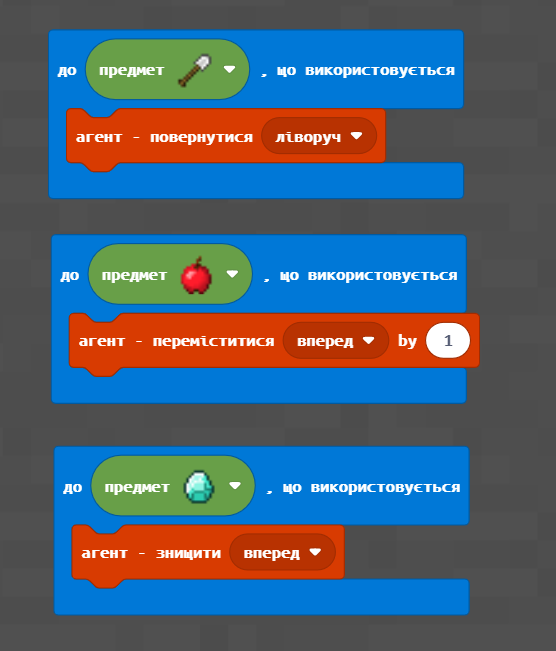 до предмет , що використовується
агент - повернутися ліворуч
до предмет , що використовується
агент - переміститися вперед by 1
до предмет , що використовується
агент - знищити вперед